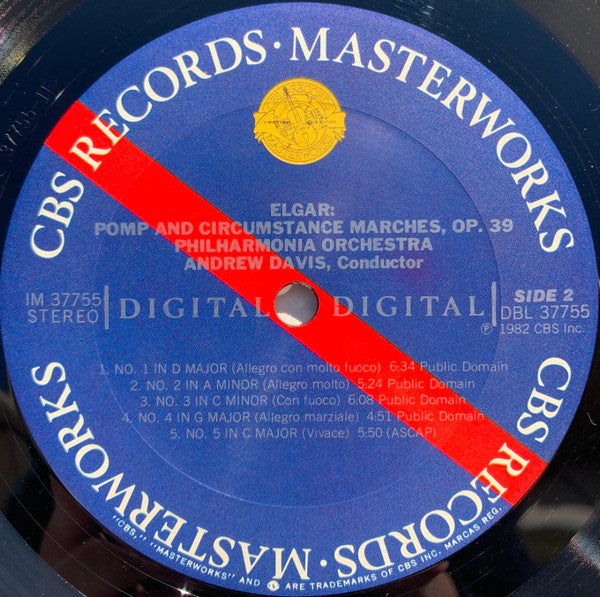 CBS RECORDS · MASTERWORKS
ELGAR:
POMP AND CIRCUMSTANCE MARCHES, OP. 39
PHILHARMONIA ORCHESTRA
ANDREW DAVIS, Conductor
IM 37755
STEREO
DIGITAL
DIGITAL
SIDE 2
DBL 37755
℗ 1982 CBS Inc.
1. NO. 1 IN D MAJOR (Allegro con molto fuoco) 6:34 Public Domain
2. NO. 2 IN A MINOR (Allegro molto) 5:24 Public Domain
3. NO. 3 IN C MINOR (Con fuoco) 6:08 Public Domain
4. NO. 4 IN G MAJOR (Allegro marziale) 4:51 Public Domain
5. NO. 5 IN C MAJOR (Vivace) 5:50 (ASCAP)
CBS RECORDS · MASTERWORKS
"CBS," "MASTERWORKS" AND ARE TRADEMARKS OF CBS INC. MARCAS REG.